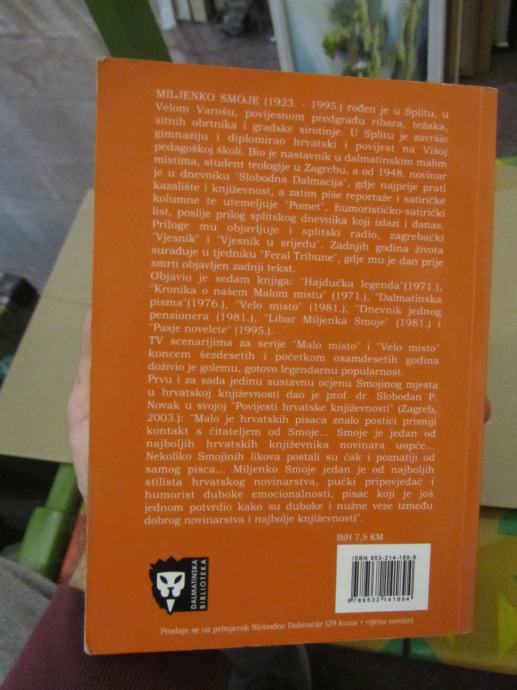 MILJENKO SMOJE (1923. - 1995.) rođen je u Splitu, u
Velom Varošu, povijesnom predgrađu ribara, težaka,
sitnih obrtnika i gradske sirotinje. U Splitu je završio
gimnaziju i diplomirao hrvatski i povijest na Višoj
pedagoškoj školi. Bio je nastavnik u dalmatinskim malim
mistima, student teologije u Zagrebu, a od 1948. novinar
je u dnevniku "Slobodna Dalmacija", gdje najprije prati
kazalište i književnost, a zatim piše reportaže i satiričke
kolumne te utemeljuje "Pomet", humorističko-satirički
list, poslije prilog splitskog dnevnika koji izlazi i danas.
Priloge mu objavljuje i splitski radio, zagrebački
"Vjesnik" i "Vjesnik u srijedu". Zadnjih godina života
surađuje u tjedniku "Feral Tribune", gdje mu je dan prije
smrti objavljen zadnji tekst.
Objavio je sedam knjiga: "Hajdučka legenda"(1971.),
"Kronika o našem Malom mistu" (1971.), "Dalmatinska
pisma"(1976.), "Velo misto" (1981.), "Dnevnik jednog
penzionera (1981.), "Libar Miljenka Smoje" (1981.) i
"Pasje novelete" (1995.).
TV scenarijima za serije "Malo misto" i "Velo misto"
koncem šezdesetih i početkom osamdesetih godina
doživio je golemu, gotovo legendarnu popularnost.
Prvu i za sada jedinu sustavnu ocjenu Smojinog mjesta
u hrvatskoj književnosti dao je prof. dr. Slobodan P.
Novak u svojoj "Povijesti hrvatske književnosti" (Zagreb,
2003.): "Malo je hrvatskih pisaca znalo postići prisniji
kontakt s čitateljem od Smoje... Smoje je jedan od
najboljih hrvatskih književnika novinara uopće...
Nekoliko Smojinih likova postali su čak i poznatiji od
samog pisca... Miljenko Smoje jedan je od najboljih
stilista hrvatskog novinarstva, pučki pripovjedač i
humorist duboke emocionalnosti, pisac koji je još
jednom potvrdio kako su duboke i nužne veze između
dobrog novinarstva i najbolje književnosti".
BiH 7,5 KM
ISBN 953-214-189-8
9789532141894
DALMATINSKA
BIBLIOTEKA
Prodaje se uz primjerak Slobodne Dalmacije (29 kuna + cijena novine)